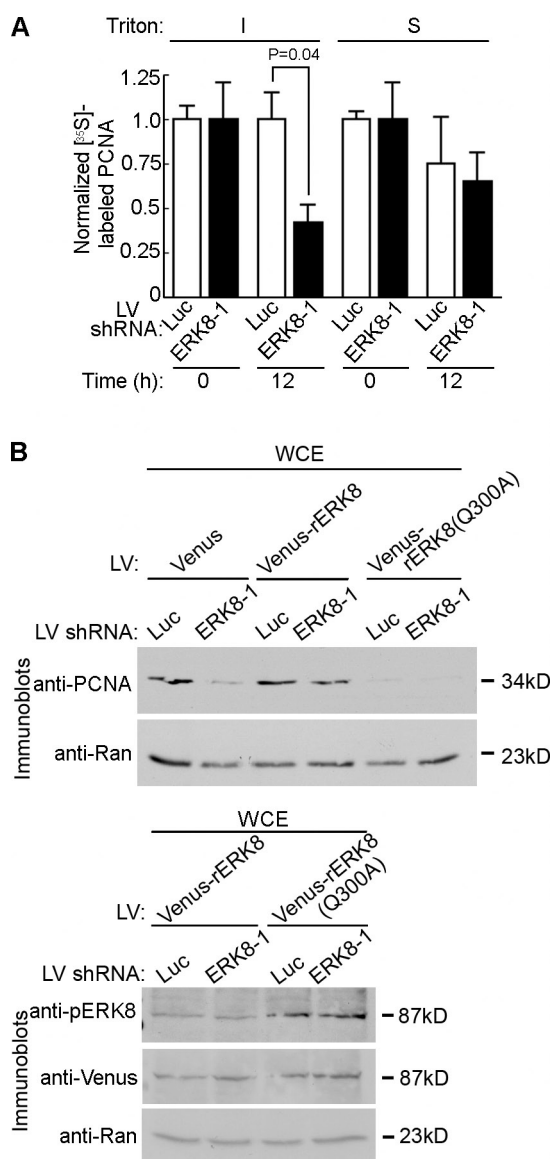 A
Triton: I S
P=0.04
Normalized [³⁵S]-
labeled PCNA
1.25
1.0
0.75
0.5
0.25
0
LV
shRNA:
Luc ERK8-1 Luc ERK8-1 Luc ERK8-1 Luc ERK8-1
Time (h): 0 12 0 12
B
WCE
LV: Venus Venus-rERK8 Venus-
rERK8(Q300A)
LV shRNA: Luc ERK8-1 Luc ERK8-1 Luc ERK8-1
Immunoblots
anti-PCNA 34kD
anti-Ran 23kD
WCE
LV: Venus-rERK8 Venus-rERK8
(Q300A)
LV shRNA: Luc ERK8-1 Luc ERK8-1
Immunoblots
anti-pERK8 87kD
anti-Venus 87kD
anti-Ran 23kD